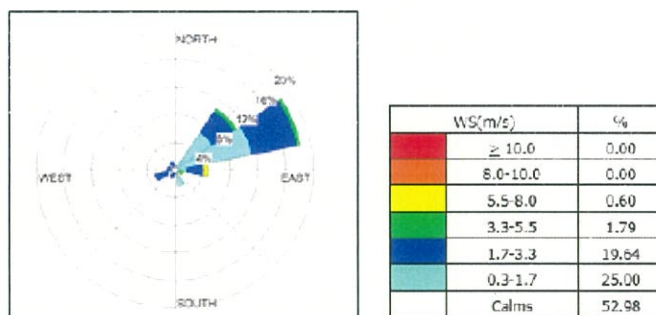 NORTH
20%
16%
12%
8%
4%
WEST
EAST
SOUTH
WS(m/s) %
≥ 10.0 0.00
8.0-10.0 0.00
5.5-8.0 0.60
3.3-5.5 1.79
1.7-3.3 19.64
0.3-1.7 25.00
Calms 52.98